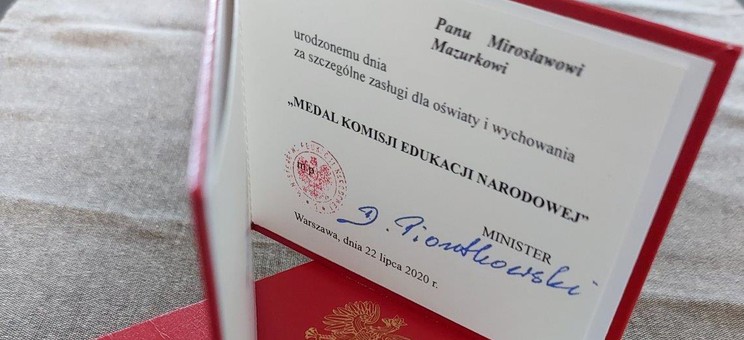 Panu Mirosławowi
Mazurkowi
urodzonemu dnia
za szczególne zasługi dla oświaty i wychowania
„MEDAL KOMISJI EDUKACJI NARODOWEJ”
m.p.
MINISTER
D. Piontkowski
Warszawa, dnia 22 lipca 2020 r.